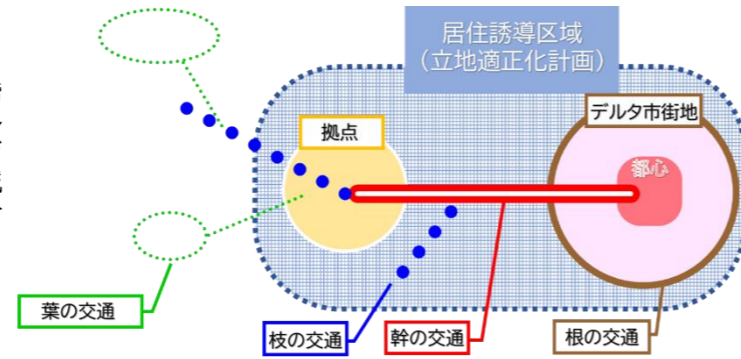 居住誘導区域
（立地適正化計画）
デルタ市街地
拠点
都心
葉の交通
枝の交通
幹の交通
根の交通